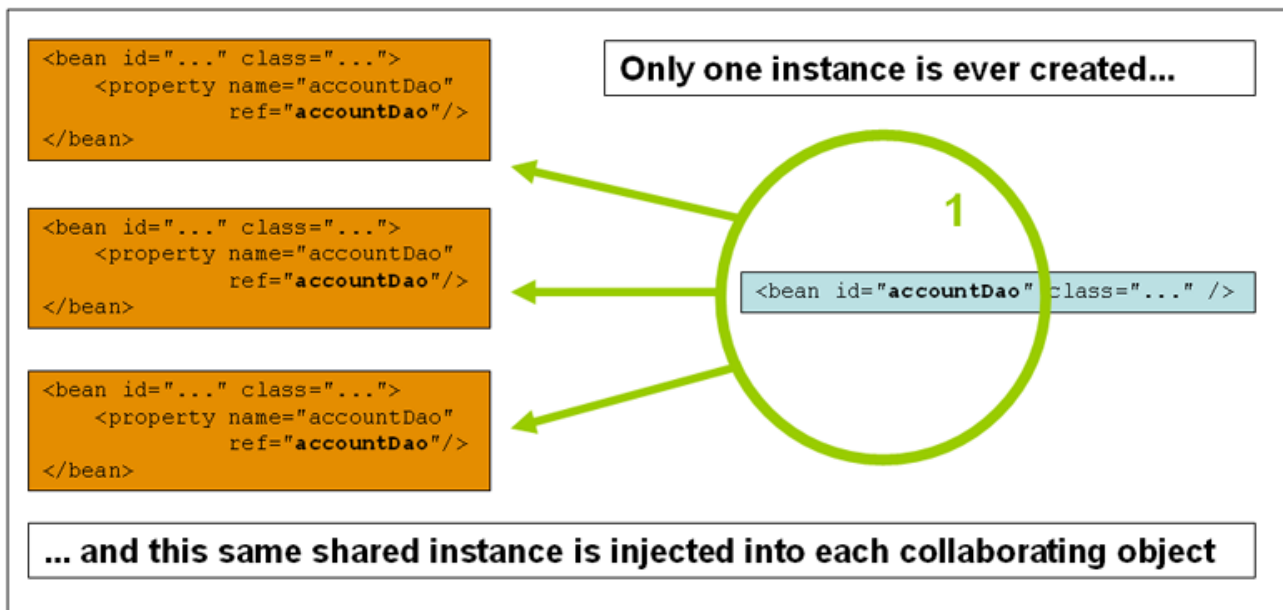 <bean id="..." class="...">
<property name="accountDao"
ref="accountDao"/>
</bean>
Only one instance is ever created...
<bean id="..." class="...">
<property name="accountDao"
ref="accountDao"/>
</bean>
1
<bean id="accountDao" class="..." />
<bean id="..." class="...">
<property name="accountDao"
ref="accountDao"/>
</bean>
... and this same shared instance is injected into each collaborating object